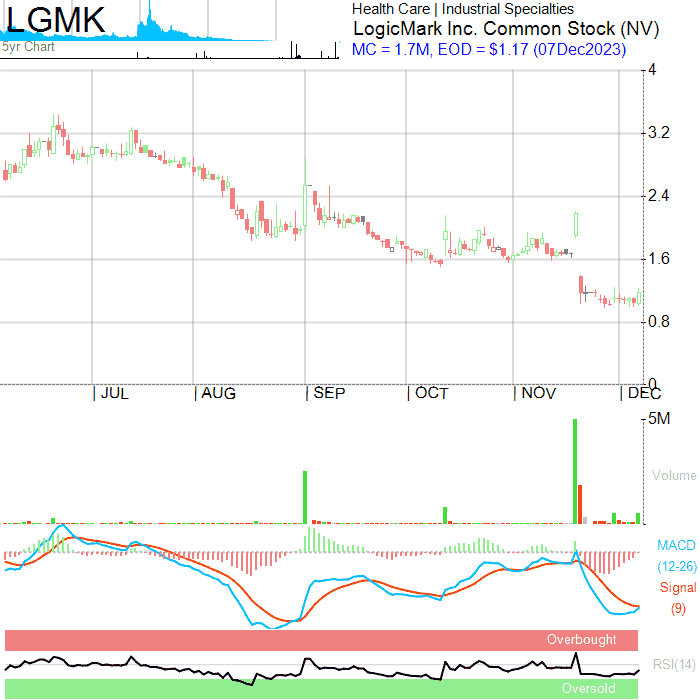 LGMK
5yr Chart
Health Care | Industrial Specialties
LogicMark Inc. Common Stock (NV)
MC = 1.7M, EOD = $1.17 (07Dec2023)
4
3.2
2.4
1.6
0.8
0
JUL AUG SEP OCT NOV DEC
5M
Volume
MACD
(12-26)
Signal
(9)
Overbought
RSI(14)
Oversold